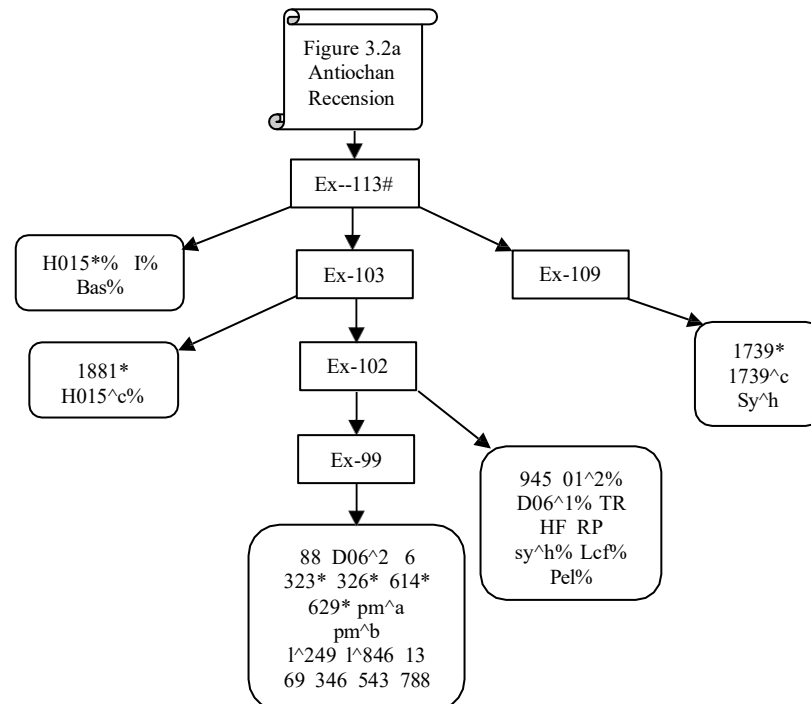 Figure 3.2a
Antiochan
Recension
Ex--113#
H015*% I%
Bas%
Ex-103
Ex-109
1881*
H015^c%
Ex-102
1739*
1739^c
Sy^h
Ex-99
945 01^2%
D06^1% TR
HF RP
sy^h% Lcf%
Pel%
88 D06^2 6
323* 326* 614*
629* pm^a
pm^b
l^249 l^846 13
69 346 543 788